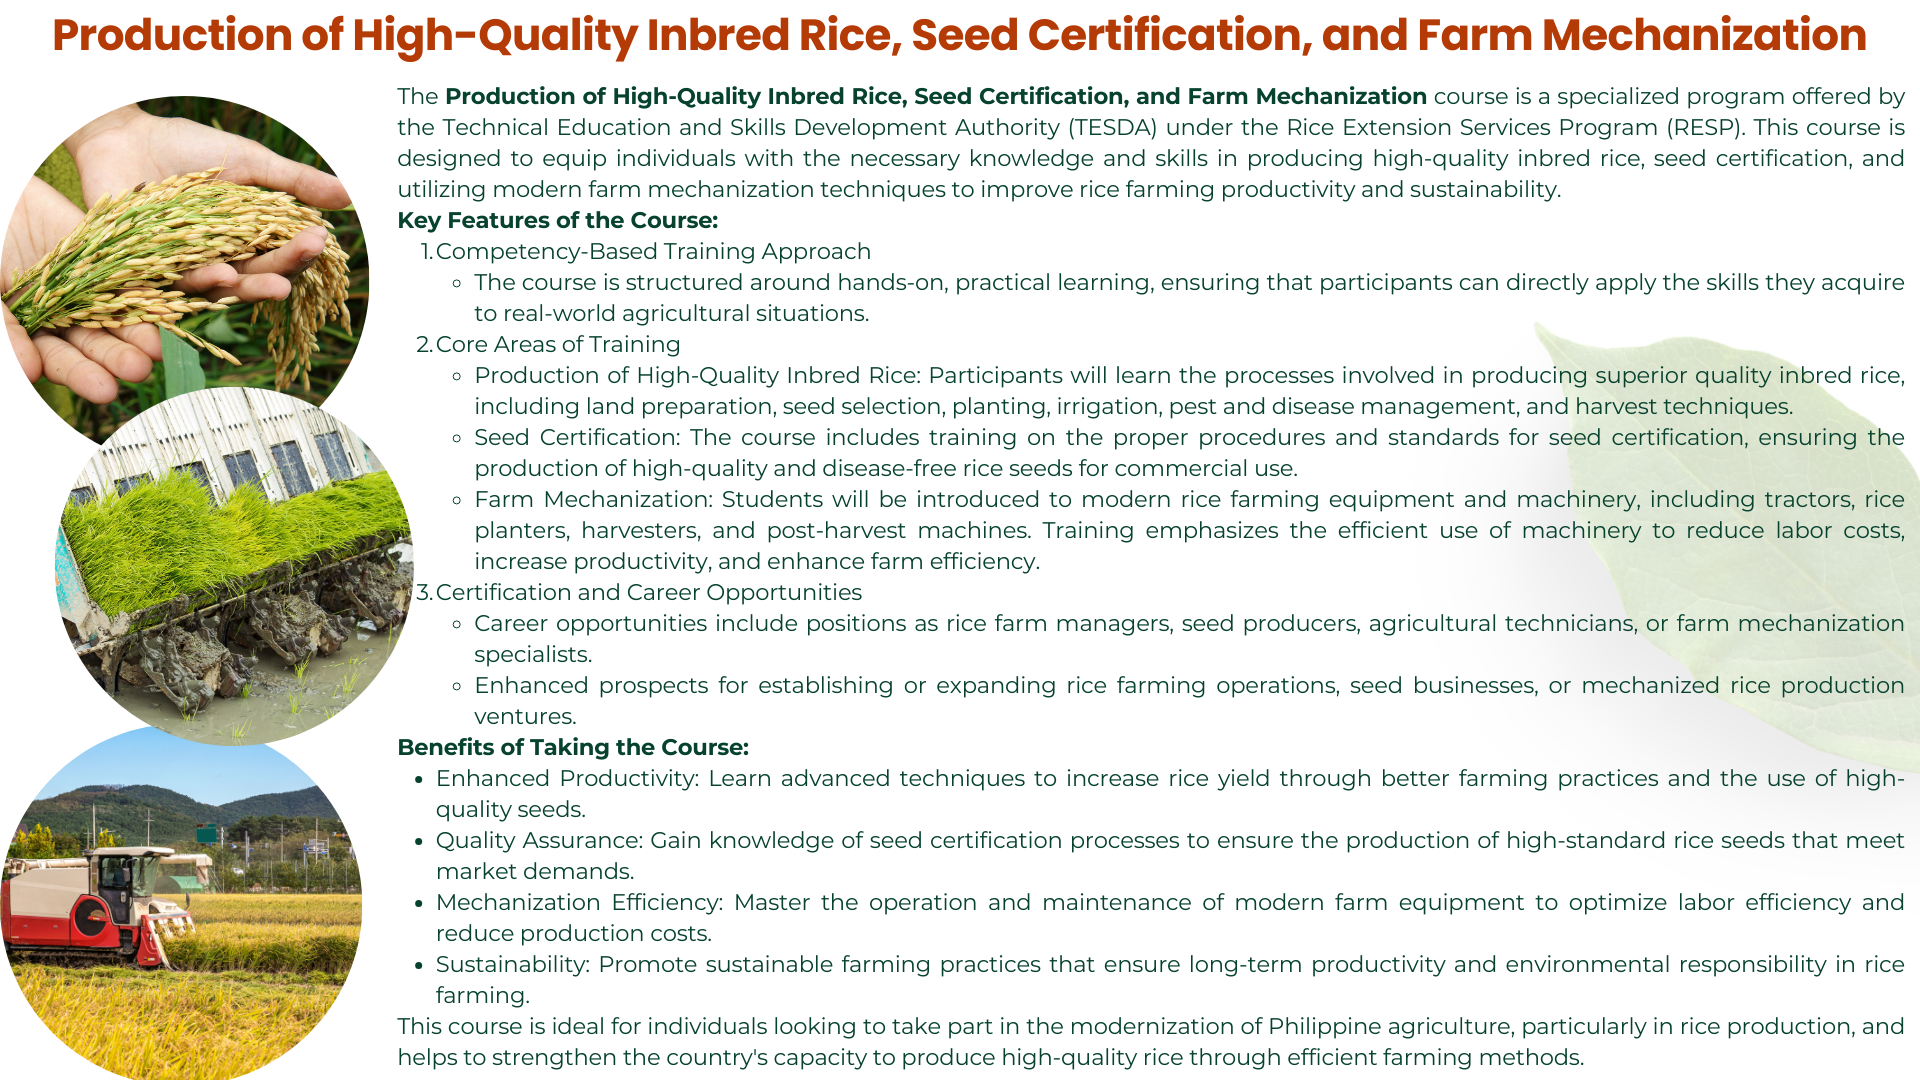 Production of High-Quality Inbred Rice, Seed Certification, and Farm Mechanization
The Production of High-Quality Inbred Rice, Seed Certification, and Farm Mechanization course is a specialized program offered by
the Technical Education and Skills Development Authority (TESDA) under the Rice Extension Services Program (RESP). This course is
designed to equip individuals with the necessary knowledge and skills in producing high-quality inbred rice, seed certification, and
utilizing modern farm mechanization techniques to improve rice farming productivity and sustainability.
Key Features of the Course:
1. Competency-Based Training Approach
◦ The course is structured around hands-on, practical learning, ensuring that participants can directly apply the skills they acquire
to real-world agricultural situations.
2. Core Areas of Training
◦ Production of High-Quality Inbred Rice: Participants will learn the processes involved in producing superior quality inbred rice,
including land preparation, seed selection, planting, irrigation, pest and disease management, and harvest techniques.
◦ Seed Certification: The course includes training on the proper procedures and standards for seed certification, ensuring the
production of high-quality and disease-free rice seeds for commercial use.
◦ Farm Mechanization: Students will be introduced to modern rice farming equipment and machinery, including tractors, rice
planters, harvesters, and post-harvest machines. Training emphasizes the efficient use of machinery to reduce labor costs,
increase productivity, and enhance farm efficiency.
3. Certification and Career Opportunities
◦ Career opportunities include positions as rice farm managers, seed producers, agricultural technicians, or farm mechanization
specialists.
◦ Enhanced prospects for establishing or expanding rice farming operations, seed businesses, or mechanized rice production
ventures.
Benefits of Taking the Course:
• Enhanced Productivity: Learn advanced techniques to increase rice yield through better farming practices and the use of high-
quality seeds.
• Quality Assurance: Gain knowledge of seed certification processes to ensure the production of high-standard rice seeds that meet
market demands.
• Mechanization Efficiency: Master the operation and maintenance of modern farm equipment to optimize labor efficiency and
reduce production costs.
• Sustainability: Promote sustainable farming practices that ensure long-term productivity and environmental responsibility in rice
farming.
This course is ideal for individuals looking to take part in the modernization of Philippine agriculture, particularly in rice production, and
helps to strengthen the country's capacity to produce high-quality rice through efficient farming methods.